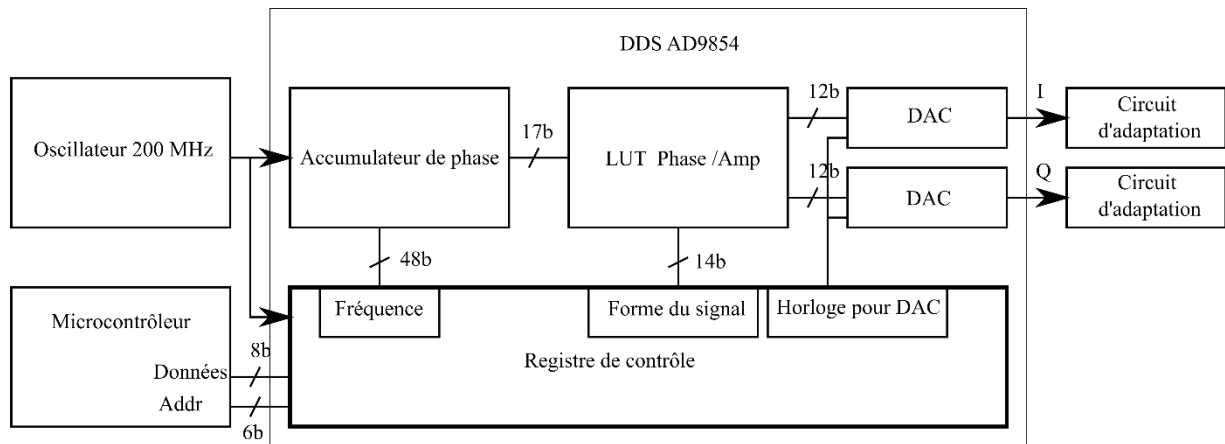 DDS AD9854
Oscillateur 200 MHz
Accumulateur de phase
17b
LUT Phase /Amp
12b
12b
DAC
DAC
I
Q
Circuit
d'adaptation
Circuit
d'adaptation
48b
14b
Microcontrôleur
Données
Addr
8b
6b
Fréquence
Forme du signal
Horloge pour DAC
Registre de contrôle